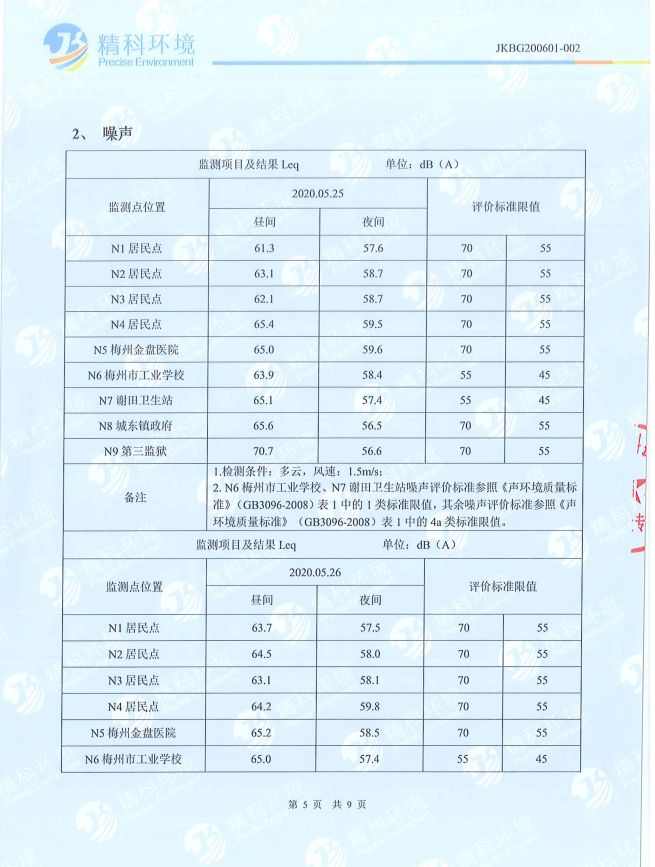 精科环境
Precise Environment
JKBG200601-002
2、 噪声
监测项目及结果 Leq 单位：dB（A）
监测点位置 2020.05.25 评价标准限值
昼间 夜间
N1 居民点 61.3 57.6 70 55
N2 居民点 63.1 58.7 70 55
N3 居民点 62.1 58.7 70 55
N4 居民点 65.4 59.5 70 55
N5 梅州金盘医院 65.0 59.6 70 55
N6 梅州市工业学校 63.9 58.4 55 45
N7 谢田卫生站 65.1 57.4 55 45
N8 城东镇政府 65.6 56.5 70 55
N9 第三监狱 70.7 56.6 70 55
备注
1.检测条件：多云，风速：1.5m/s;
2. N6 梅州市工业学校、N7 谢田卫生站噪声评价标准参照《声环境质量标
准》（GB3096-2008）表 1 中的 1 类标准限值，其余噪声评价标准参照《声
环境质量标准》（GB3096-2008）表 1 中的 4a 类标准限值。
监测项目及结果 Leq 单位：dB（A）
监测点位置 2020.05.26 评价标准限值
昼间 夜间
N1 居民点 63.7 57.5 70 55
N2 居民点 64.5 58.0 70 55
N3 居民点 63.1 58.1 70 55
N4 居民点 64.2 59.8 70 55
N5 梅州金盘医院 65.2 58.5 70 55
N6 梅州市工业学校 65.0 57.4 55 45
第 5 页 共 9 页